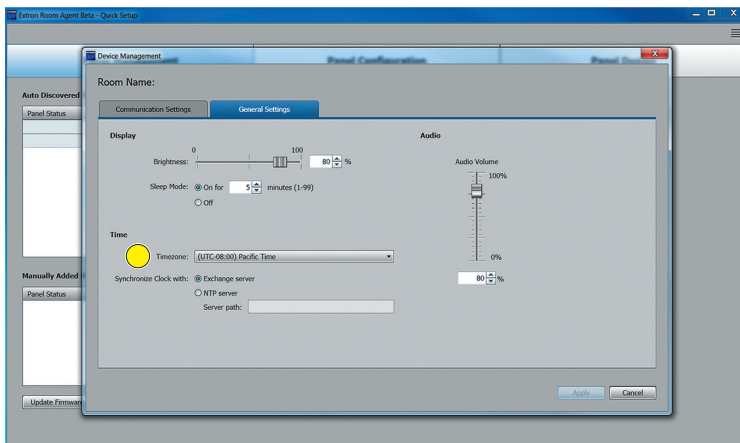 Extron Room Agent Beta - Quick Setup
Device Management
Panel Configuration
Room Name:
Auto Discovered
Communication Settings
General Settings
Panel Status
Display
Audio
0
100
Brightness:
80
%
Audio Volume
100%
Sleep Mode:
On for
5
minutes (1-99)
Off
Time
Timezone:
(UTC-08:00) Pacific Time
0%
Manually Added
Synchronize Clock with:
Exchange server
80
%
Panel Status
NTP server
Server path:
Apply
Cancel
Update Firmware